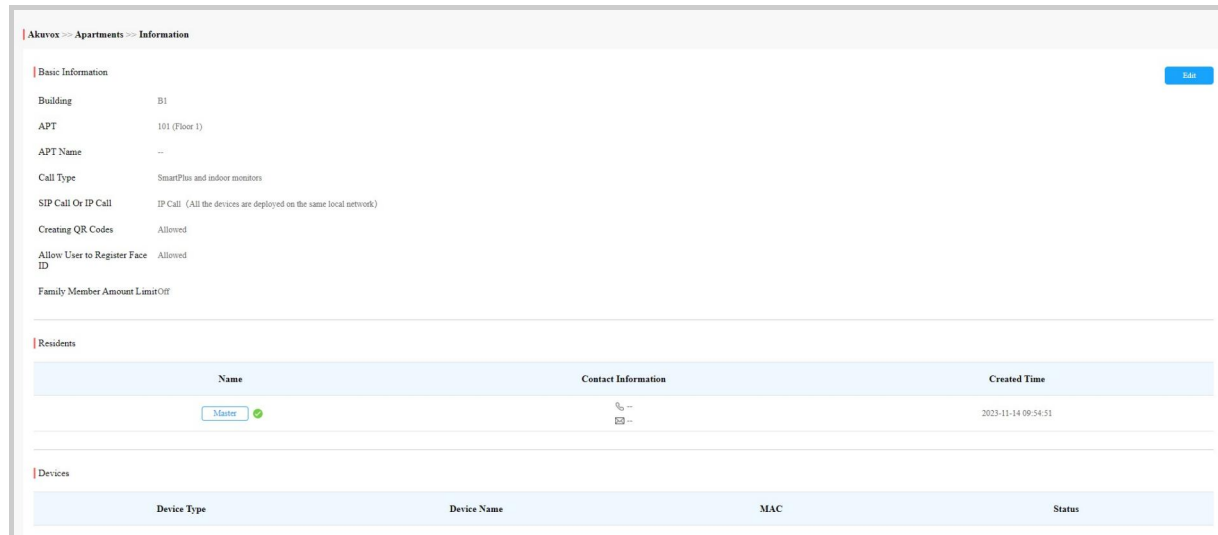 Akuvox >> Apartments >> Information
Basic Information
Edit
Building B1
APT 101 (Floor 1)
APT Name --
Call Type SmartPlus and indoor monitors
SIP Call Or IP Call IP Call（All the devices are deployed on the same local network）
Creating QR Codes Allowed
Allow User to Register Face Allowed
ID
Family Member Amount Limit Off
Residents
Name Contact Information Created Time
Master -- 2023-11-14 09:54:51
--
Devices
Device Type Device Name MAC Status